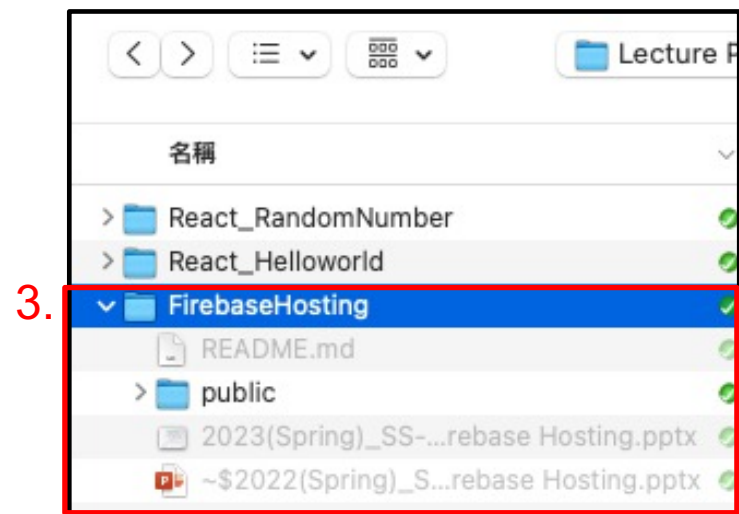 Lecture P
名稱
React_RandomNumber
React_Helloworld
3.
FirebaseHosting
README.md
public
2023(Spring)_SS-...rebase Hosting.pptx
~$2022(Spring)_S...rebase Hosting.pptx